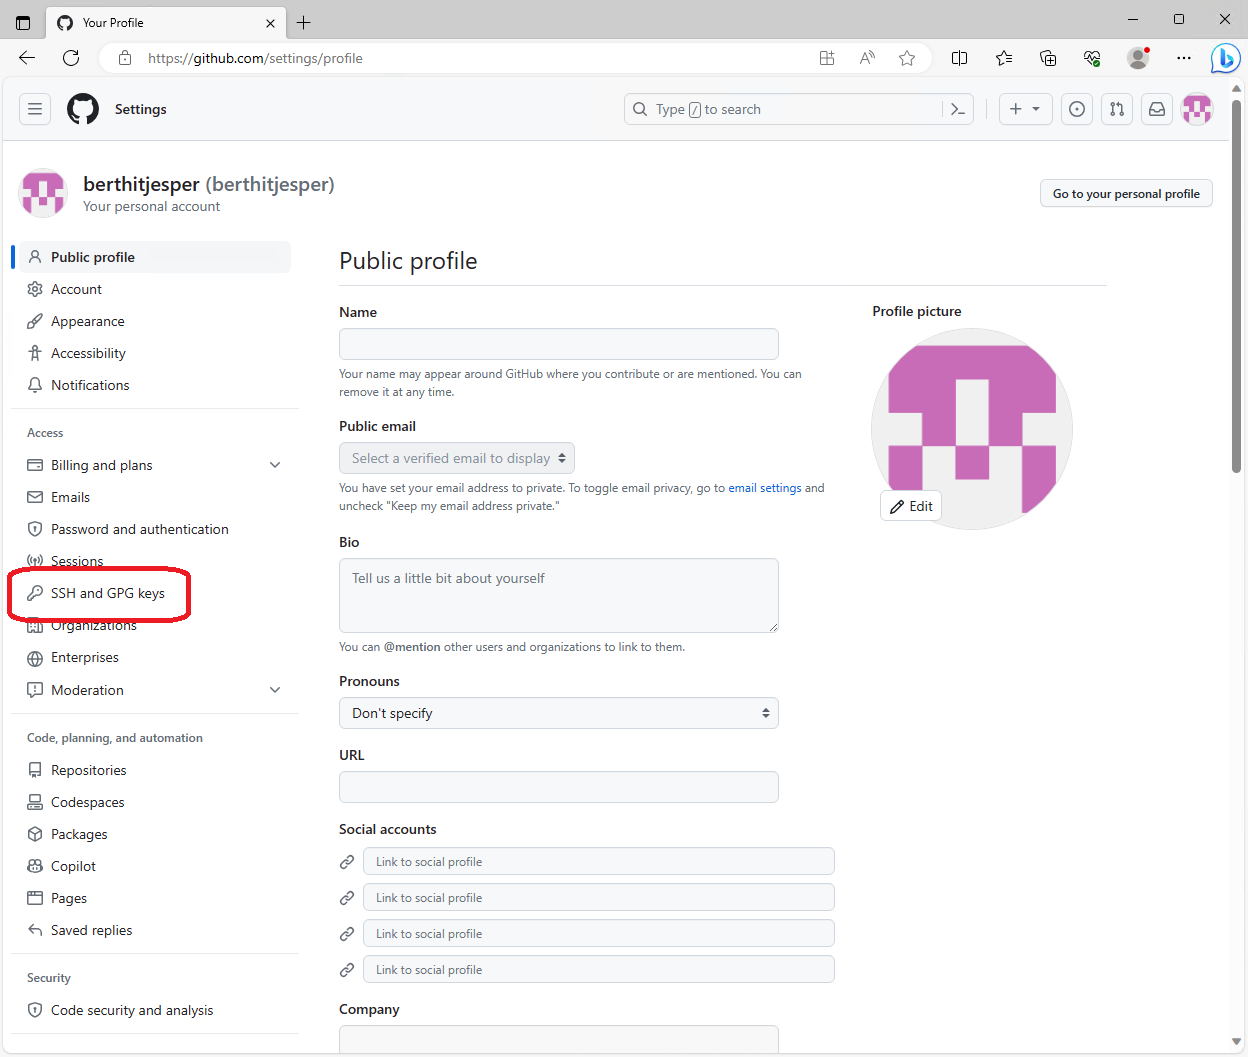 Your Profile
https://github.com/settings/profile
Settings
Type / to search
berthitjesper (berthitjesper)
Your personal account
Go to your personal profile
Public profile
Account
Appearance
Accessibility
Notifications
Access
Billing and plans
Emails
Password and authentication
Sessions
SSH and GPG keys
Organizations
Enterprises
Moderation
Code, planning, and automation
Repositories
Codespaces
Packages
Copilot
Pages
Saved replies
Security
Code security and analysis
Public profile
Name
Your name may appear around GitHub where you contribute or are mentioned. You can
remove it at any time.
Public email
Select a verified email to display
You have set your email address to private. To toggle email privacy, go to email settings and
uncheck "Keep my email address private."
Bio
Tell us a little bit about yourself
You can @mention other users and organizations to link to them.
Pronouns
Don't specify
URL
Social accounts
Link to social profile
Link to social profile
Link to social profile
Link to social profile
Company
Profile picture
Edit